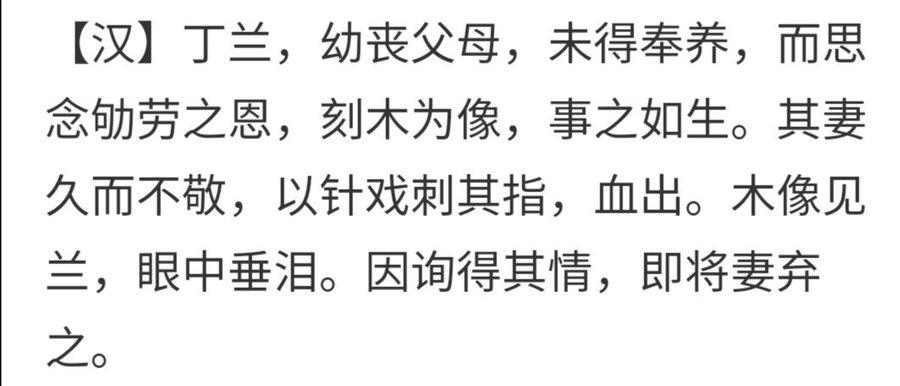 【汉】丁兰，幼丧父母，未得奉养，而思
念劬劳之恩，刻木为像，事之如生。其妻
久而不敬，以针戏刺其指，血出。木像见
兰，眼中垂泪。因询得其情，即将妻弃
之。